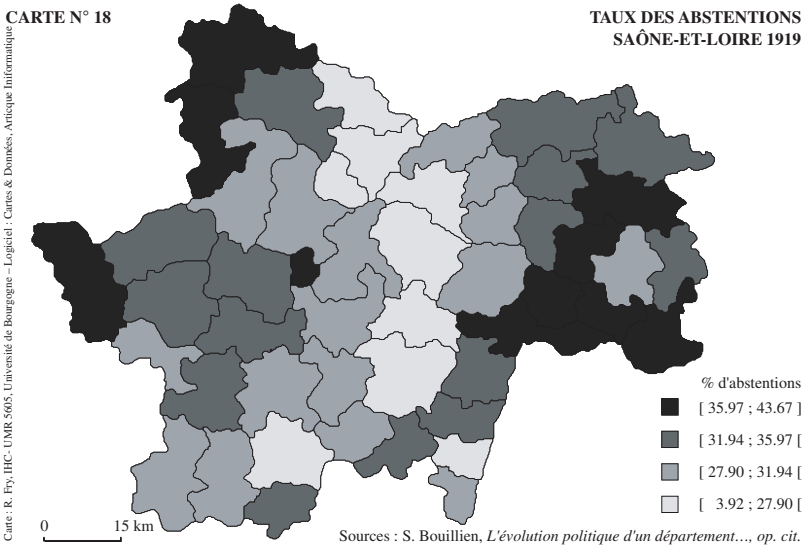 CARTE N° 18
TAUX DES ABSTENTIONS
SAÔNE-ET-LOIRE 1919
Carte : R. Fry, IHC- UMR 5605, Université de Bourgogne – Logiciel : Cartes & Données, Articque Iniformatique
% d'abstentions
[ 35.97 ; 43.67 ]
[ 31.94 ; 35.97 [
[ 27.90 ; 31.94 [
[ 3.92 ; 27.90 [
0 15 km
Sources : S. Bouillien, L'évolution politique d'un département..., op. cit.